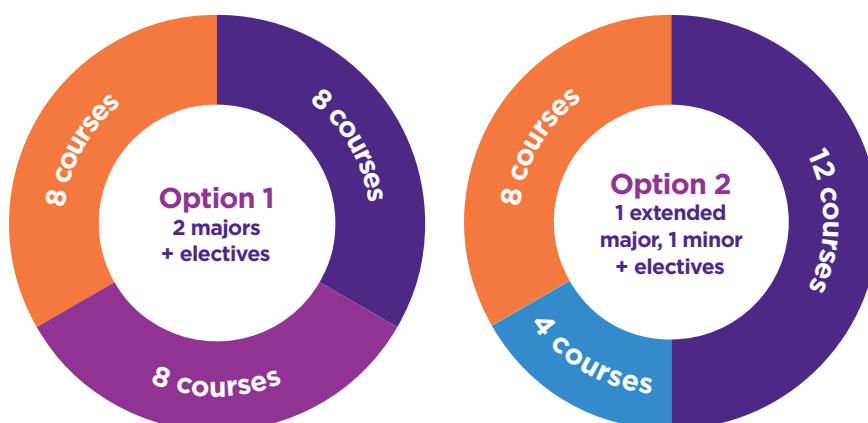 8 courses
8 courses
Option 1
2 majors
+ electives
8 courses
8 courses
12 courses
Option 2
1 extended
major, 1 minor
+ electives
4 courses